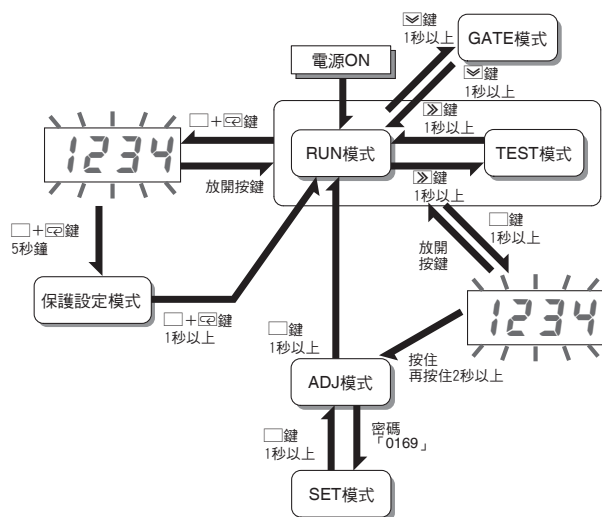 鍵
1秒以上
GATE模式
電源ON
鍵
1秒以上
＋鍵
鍵
1秒以上
1234
RUN模式
TEST模式
放開按鍵
鍵
1秒以上
＋鍵
5秒鐘
放開
按鍵
鍵
1秒以上
保護設定模式
＋鍵
1秒以上
1234
鍵
1秒以上
按住
再按住2秒以上
ADJ模式
鍵
1秒以上
密碼
「0169」
SET模式